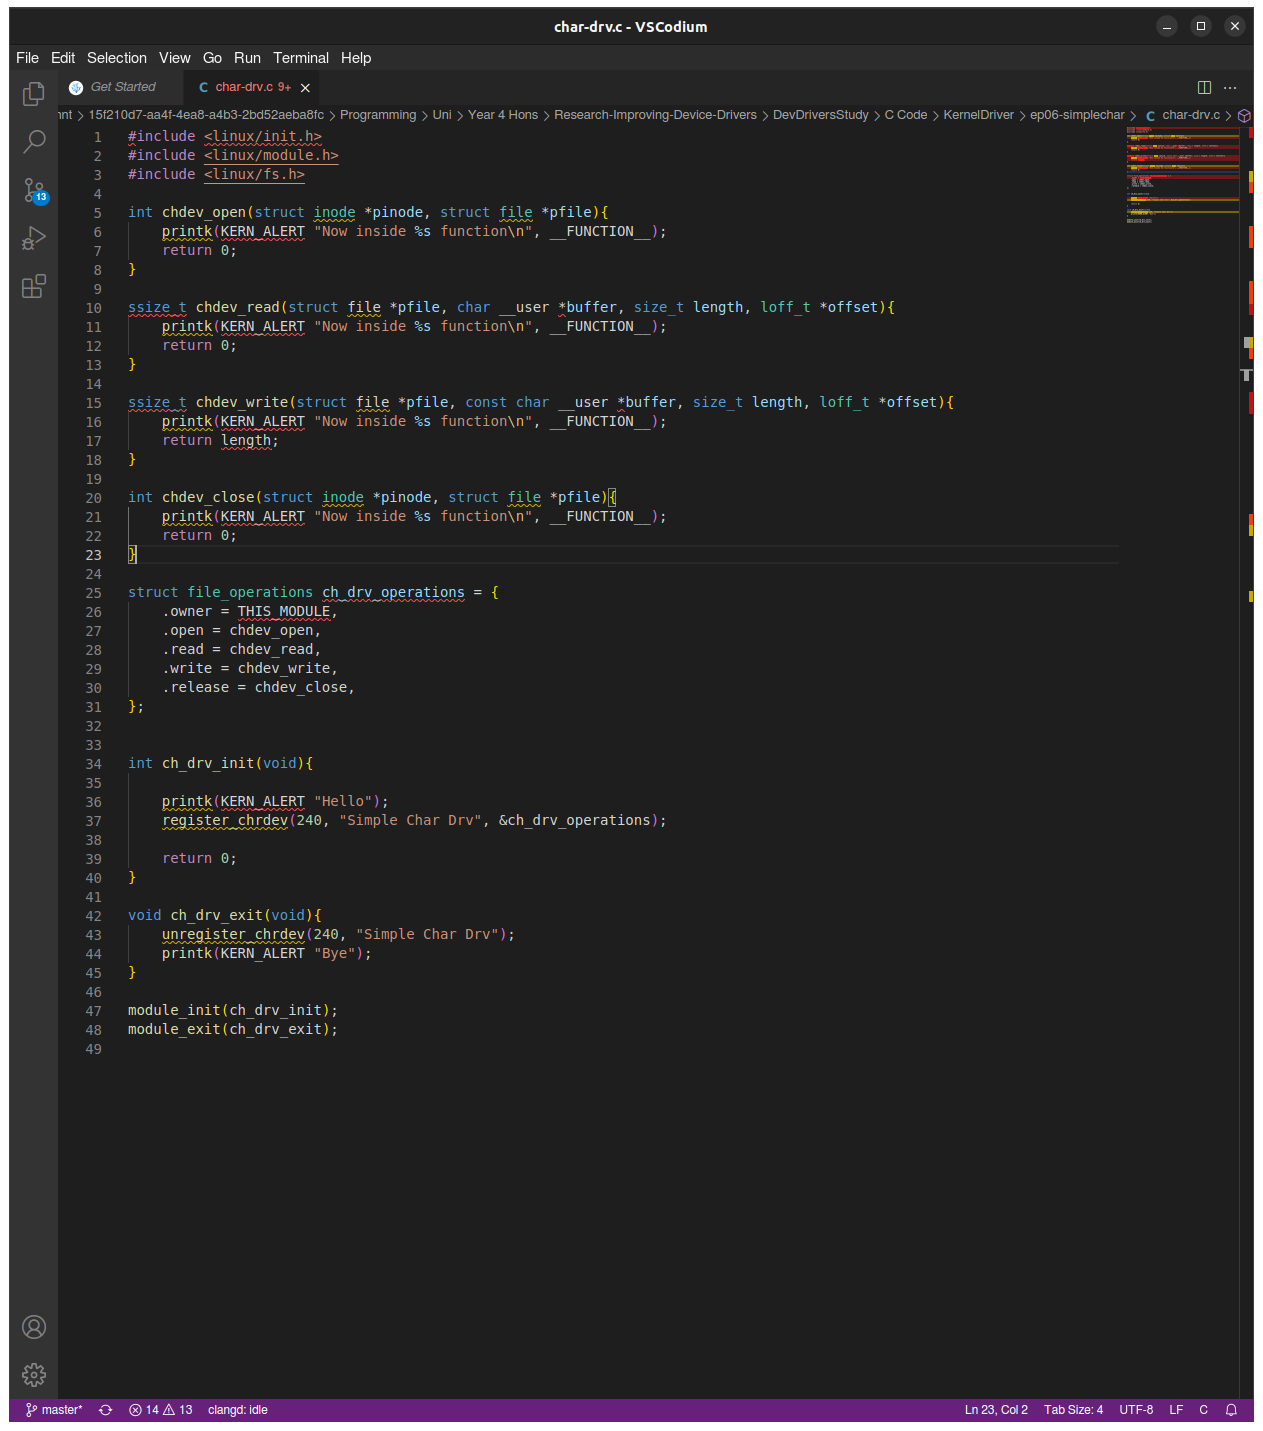 char-drv.c - VSCodium
File Edit Selection View Go Run Terminal Help
Get Started
C char-drv.c 9+
15f210d7-aa4f-4ea8-a4b3-2bd52aeba8fc > Programming > Uni > Year 4 Hons > Research-Improving-Device-Drivers > DevDriversStudy > C Code > KernelDriver > ep06-simplechar > C char-drv.c >
13
1 #include <linux/init.h>
2 #include <linux/module.h>
3 #include <linux/fs.h>
4
5 int chdev_open(struct inode *pinode, struct file *pfile){
6     printk(KERN_ALERT "Now inside %s function\n", __FUNCTION__);
7     return 0;
8 }
9
10 ssize_t chdev_read(struct file *pfile, char __user *buffer, size_t length, loff_t *offset){
11     printk(KERN_ALERT "Now inside %s function\n", __FUNCTION__);
12     return 0;
13 }
14
15 ssize_t chdev_write(struct file *pfile, const char __user *buffer, size_t length, loff_t *offset){
16     printk(KERN_ALERT "Now inside %s function\n", __FUNCTION__);
17     return length;
18 }
19
20 int chdev_close(struct inode *pinode, struct file *pfile){
21     printk(KERN_ALERT "Now inside %s function\n", __FUNCTION__);
22     return 0;
23 }
24
25 struct file_operations ch_drv_operations = {
26     .owner = THIS_MODULE,
27     .open = chdev_open,
28     .read = chdev_read,
29     .write = chdev_write,
30     .release = chdev_close,
31 };
32
33
34 int ch_drv_init(void){
35
36     printk(KERN_ALERT "Hello");
37     register_chrdev(240, "Simple Char Drv", &ch_drv_operations);
38
39     return 0;
40 }
41
42 void ch_drv_exit(void){
43     unregister_chrdev(240, "Simple Char Drv");
44     printk(KERN_ALERT "Bye");
45 }
46
47 module_init(ch_drv_init);
48 module_exit(ch_drv_exit);
49
master* 14 13 clangd: idle Ln 23, Col 2 Tab Size: 4 UTF-8 LF C